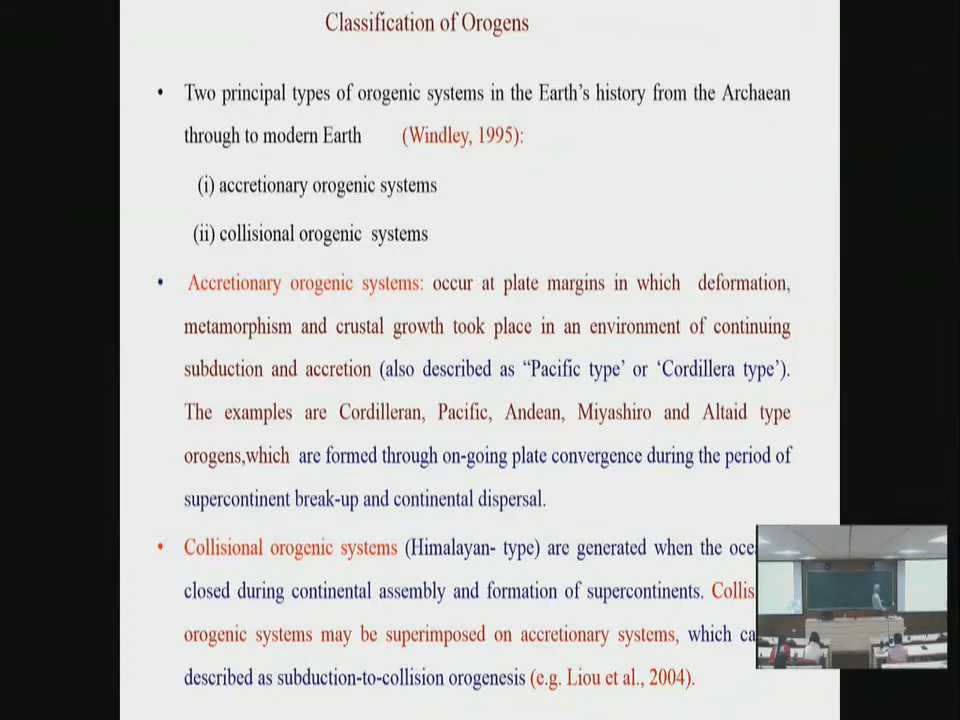 Classification of Orogens
• Two principal types of orogenic systems in the Earth's history from the Archaean
through to modern Earth (Windley, 1995):
(i) accretionary orogenic systems
(ii) collisional orogenic systems
• Accretionary orogenic systems: occur at plate margins in which deformation,
metamorphism and crustal growth took place in an environment of continuing
subduction and accretion (also described as “Pacific type’ or ‘Cordillera type’).
The examples are Cordilleran, Pacific, Andean, Miyashiro and Altaid type
orogens,which are formed through on-going plate convergence during the period of
supercontinent break-up and continental dispersal.
• Collisional orogenic systems (Himalayan- type) are generated when the
closed during continental assembly and formation of supercontinents.
orogenic systems may be superimposed on accretionary systems, which
described as subduction-to-collision orogenesis (e.g. Liou et al., 2004).